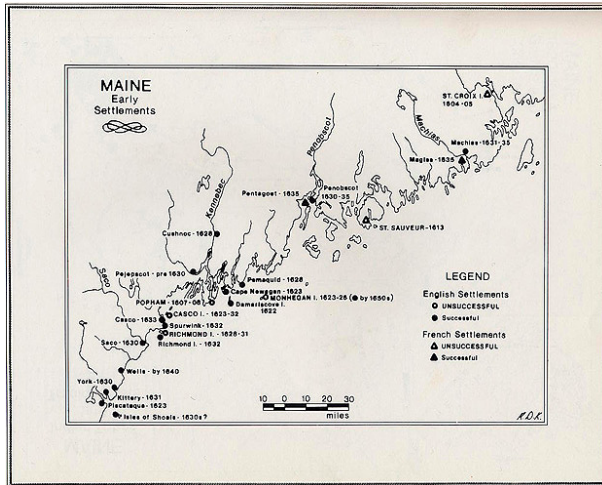 MAINE
Early
Settlements
ST. CROIX I.
1604-05
Machias
Machias-1631-35
Magies-1635
Penobscot
Pentagoet-1635
Penobscot
1630-35
ST. SAUVEUR-1613
Kennebec
Cushnoc-1628
Pejepscot-pre 1630
Pemaquid-1628
Cape Newagen-1623
MONHEGAN I. 1623-26 (● by 1650s)
POPHAM-1607-08
Damariscove I.
1622
Saco
CASCO I.-1623-32
Casco-1633
Spurwink-1632
RICHMOND I.-1628-31
Richmond I.-1632
Saco-1630
Wells-by 1640
York-1630
Kittery-1631
Piscataqua-1623
Isles of Shoals-1630s?
LEGEND
English Settlements
UNSUCCESSFUL
Successful
French Settlements
UNSUCCESSFUL
Successful
10 0 10 20 30
miles
R.D.K.